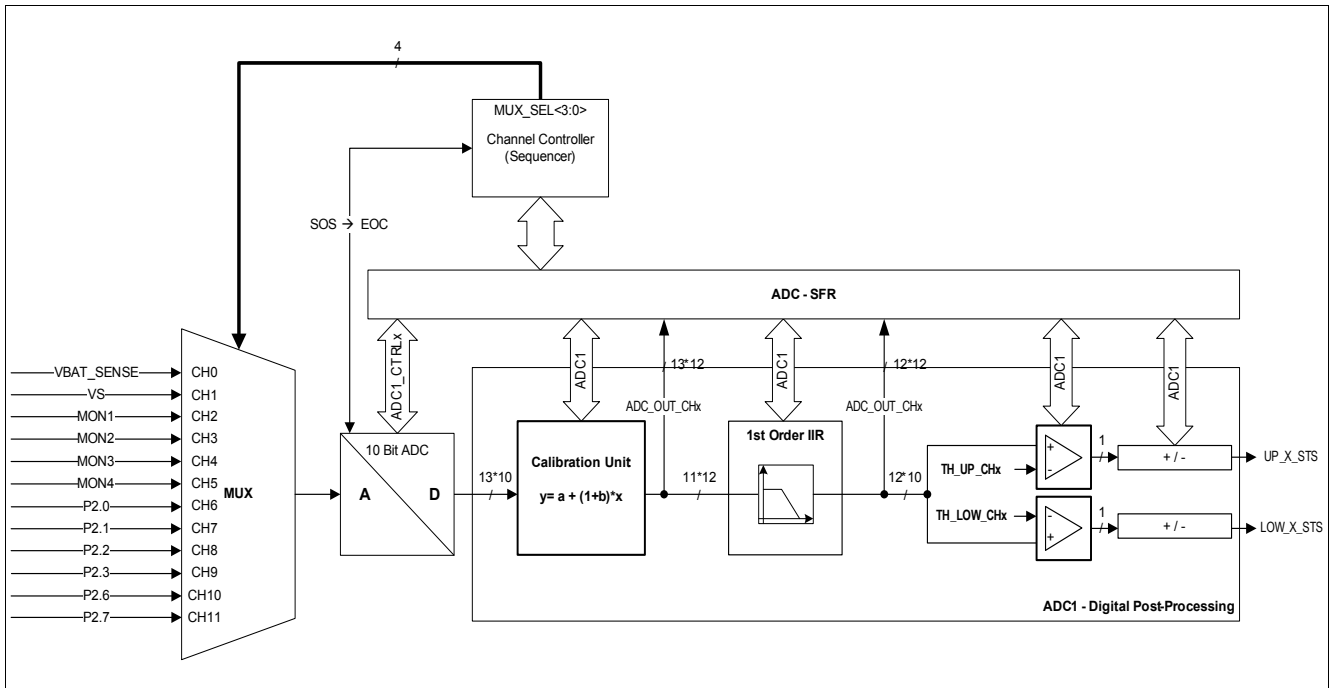 4
MUX_SEL<3:0>
Channel Controller
(Sequencer)
SOS → EOC
ADC - SFR
ADC1_CTRLx
ADC1
13*12
ADC1
12*12
ADC1
ADC1
VBAT_SENSE CH0
VS CH1
MON1 CH2
MON2 CH3
MON3 CH4
MON4 CH5
P2.0 CH6
P2.1 CH7
P2.2 CH8
P2.3 CH9
P2.6 CH10
P2.7 CH11
MUX
10 Bit ADC
A
D
13*10
Calibration Unit
y= a + (1+b)*x
ADC_OUT_CHx
11*12
1st Order IIR
ADC_OUT_CHx
12*10
TH_UP_CHx
+
-
1
+ / -
UP_X_STS
TH_LOW_CHx
-
+
1
+ / -
LOW_X_STS
ADC1 - Digital Post-Processing